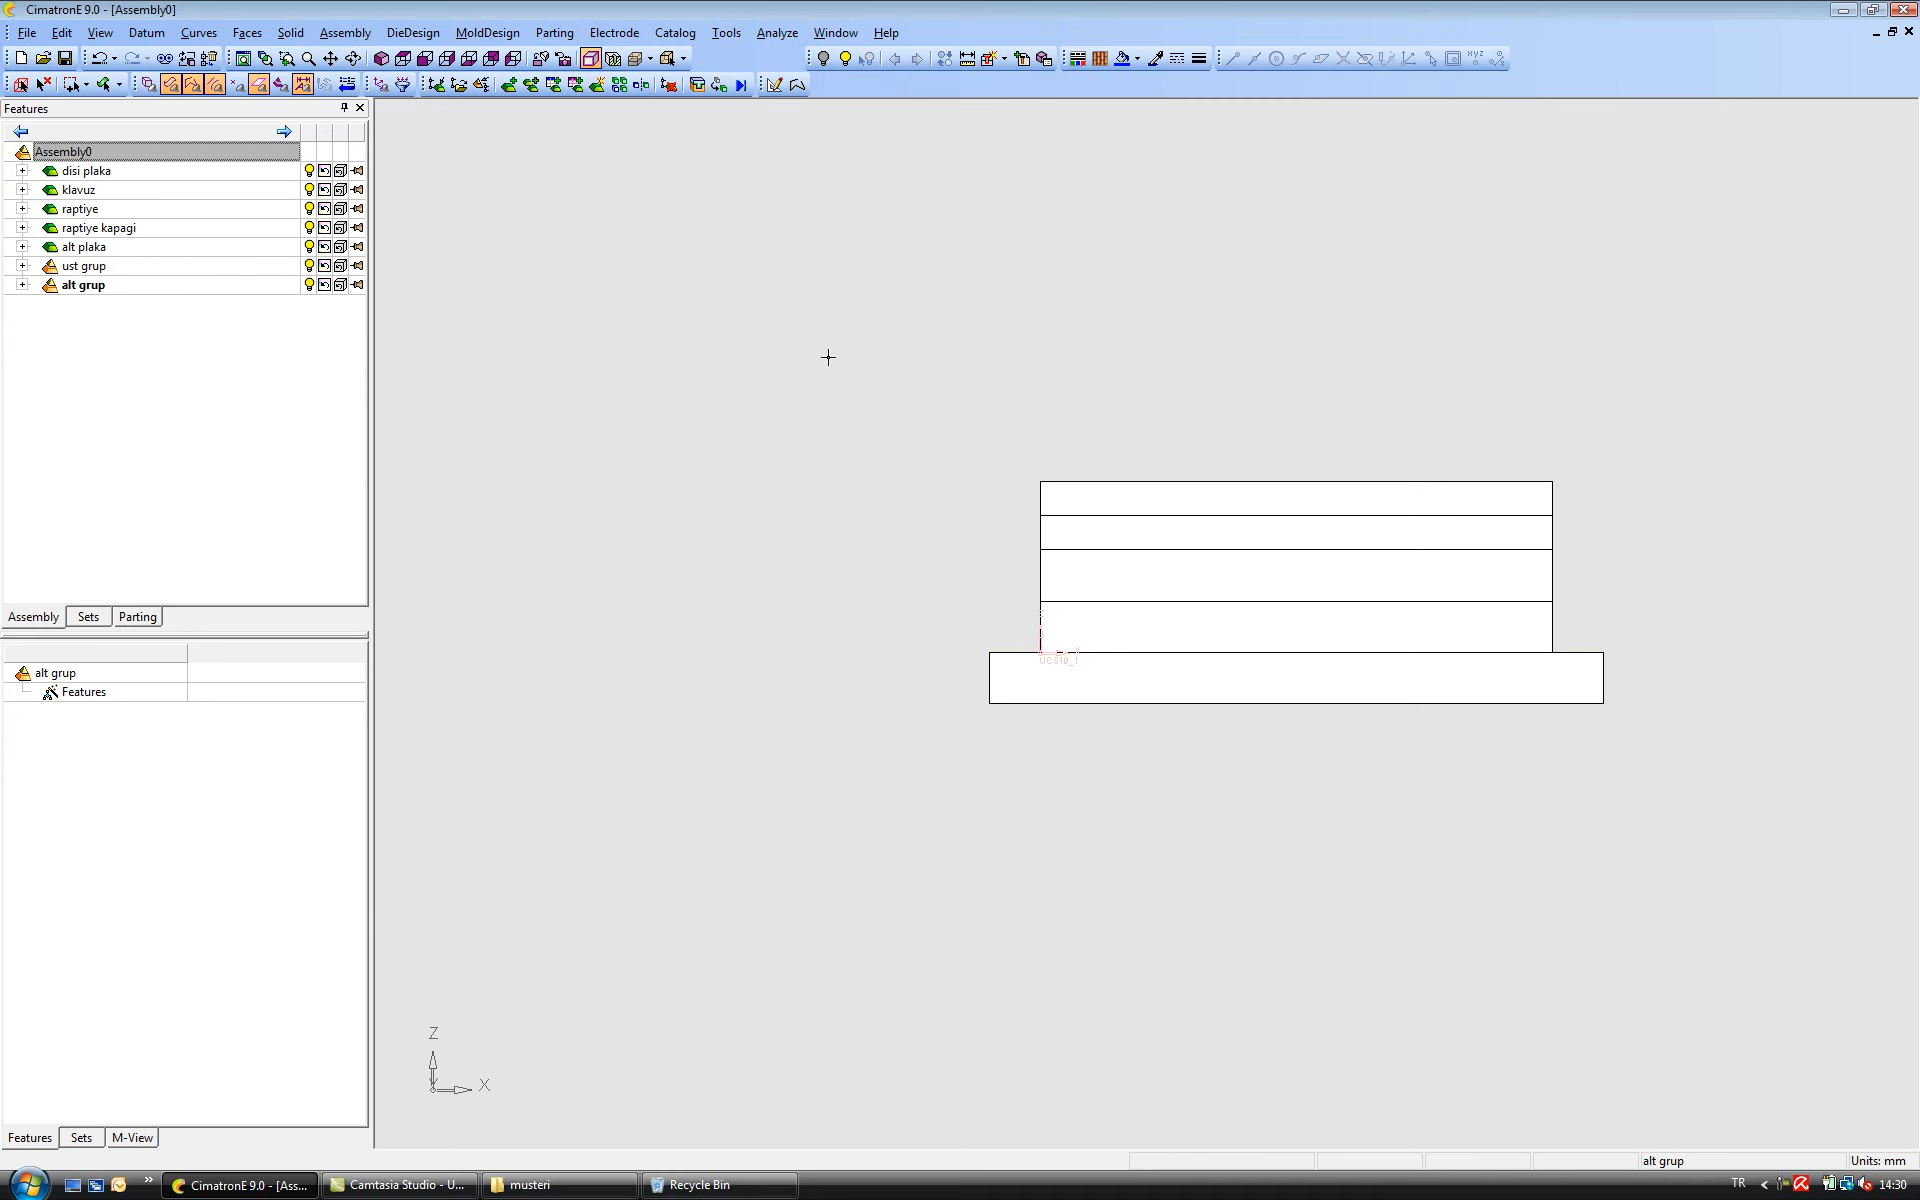 CimatronE 9.0 - [Assembly0]
File Edit View Datum Curves Faces Solid Assembly DieDesign MoldDesign Parting Electrode Catalog Tools Analyze Window Help
Features
Assembly0
disi plaka
klavuz
raptiye
raptiye kapagi
alt plaka
ust grup
alt grup
Assembly Sets Parting
alt grup
Features
UCS10_1
Z
X
Features Sets M-View
alt grup Units: mm
CimatronE 9.0 - [Ass... Camtasia Studio - U... musteri Recycle Bin TR 14:30